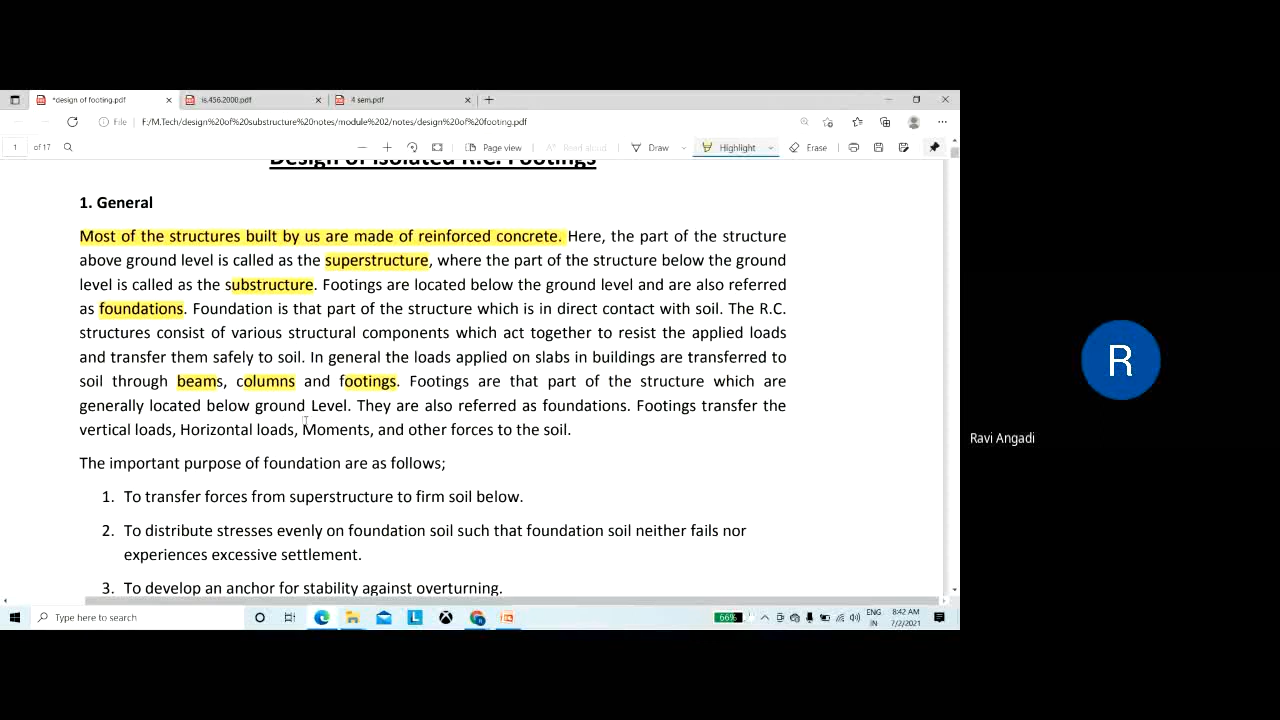 *design of footing.pdf
is.456.2000.pdf
4 sem.pdf
File
F:/M.Tech/design%20of%20substructure%20notes/module%202/notes/design%20of%20footing.pdf
1 of 17
Page view
Read aloud
Draw
Highlight
Erase
Design of Isolated R.C. Footings
1. General
Most of the structures built by us are made of reinforced concrete. Here, the part of the structure
above ground level is called as the superstructure, where the part of the structure below the ground
level is called as the substructure. Footings are located below the ground level and are also referred
as foundations. Foundation is that part of the structure which is in direct contact with soil. The R.C.
structures consist of various structural components which act together to resist the applied loads
and transfer them safely to soil. In general the loads applied on slabs in buildings are transferred to
soil through beams, columns and footings. Footings are that part of the structure which are
generally located below ground Level. They are also referred as foundations. Footings transfer the
vertical loads, Horizontal loads, Moments, and other forces to the soil.
The important purpose of foundation are as follows;
1. To transfer forces from superstructure to firm soil below.
2. To distribute stresses evenly on foundation soil such that foundation soil neither fails nor
experiences excessive settlement.
3. To develop an anchor for stability against overturning.
Type here to search
66%
ENG
IN
8:42 AM
7/2/2021
R
Ravi Angadi